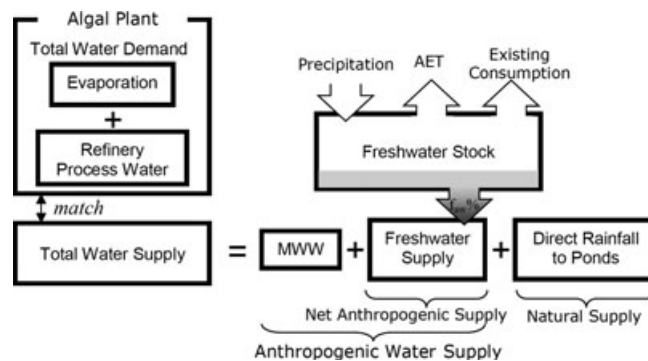 Algal Plant
Total Water Demand
Evaporation
+
Refinery
Process Water
match
Total Water Supply
Precipitation
AET
Existing
Consumption
Freshwater Stock
=
MWW
+
Freshwater
Supply
+
Direct Rainfall
to Ponds
Net Anthropogenic Supply
Natural Supply
Anthropogenic Water Supply